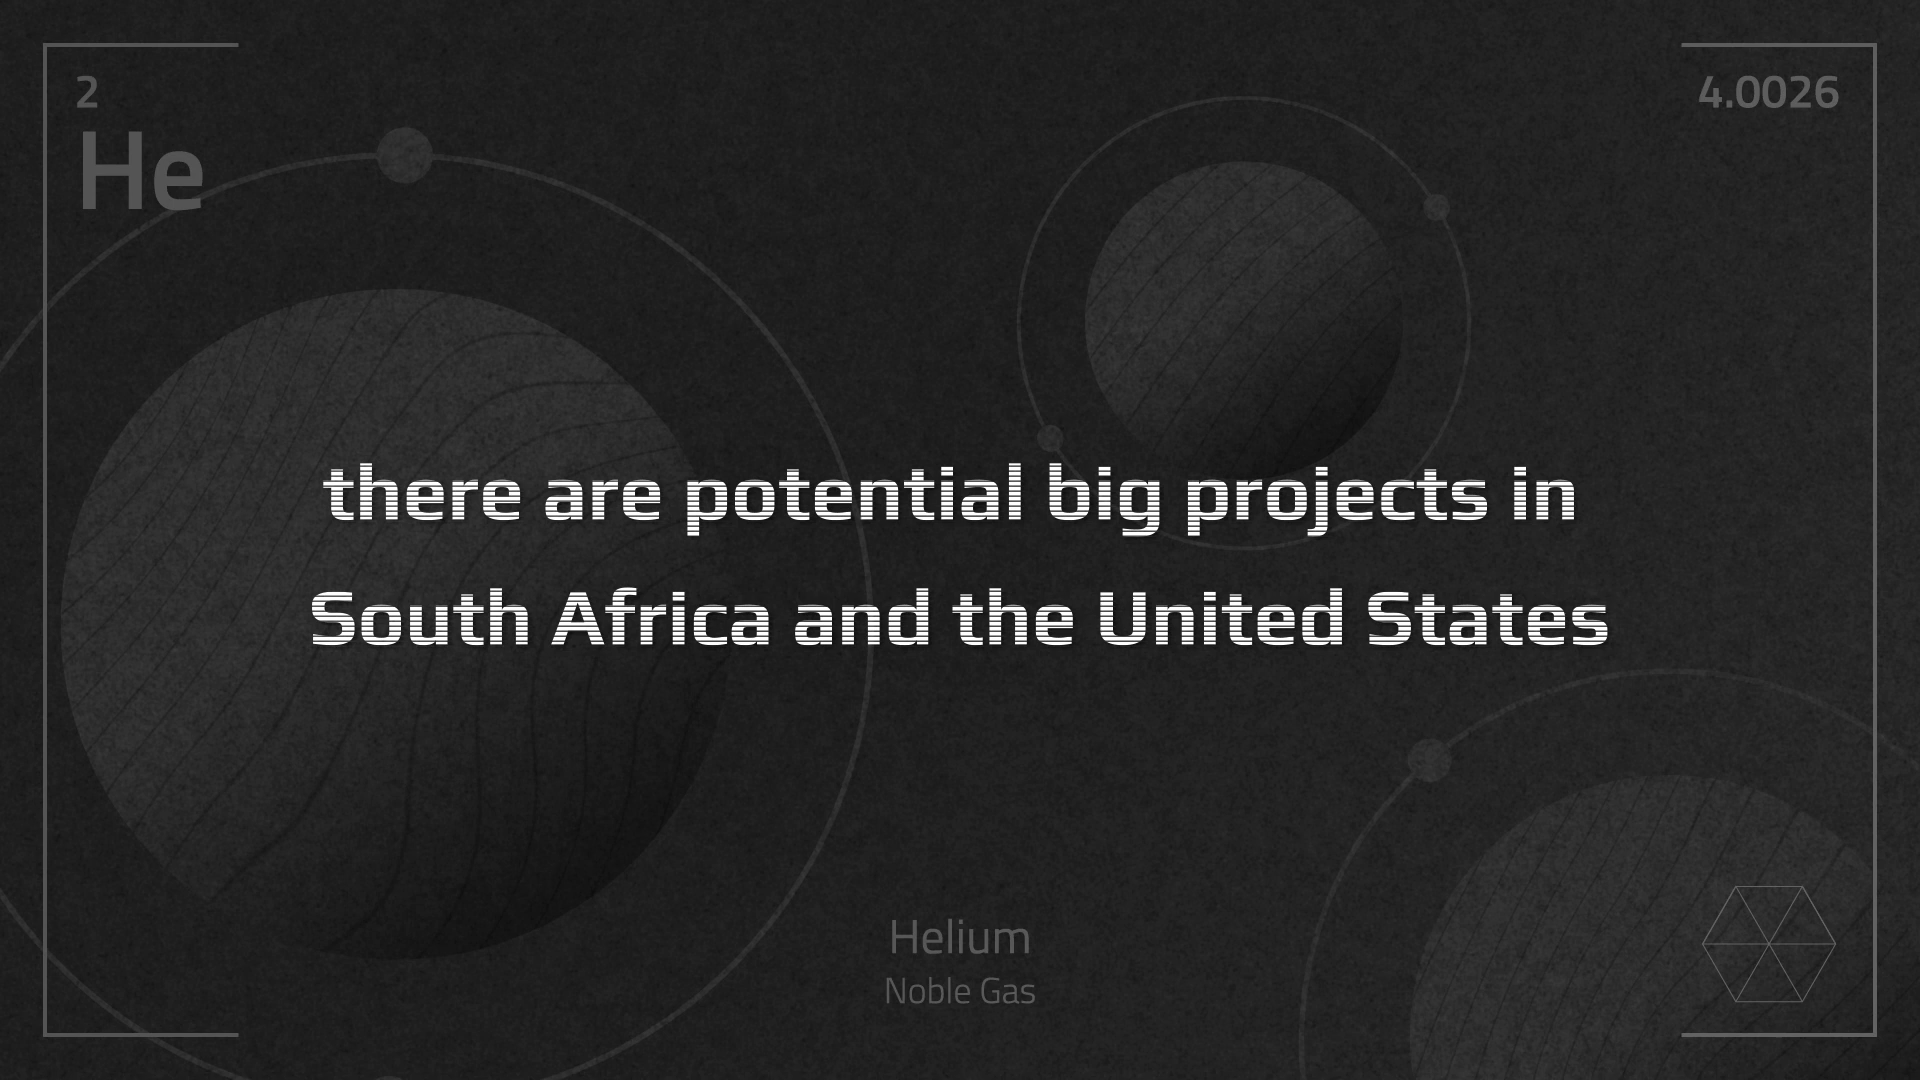 2
4.0026
He
there are potential big projects in
South Africa and the United States
Helium
Noble Gas